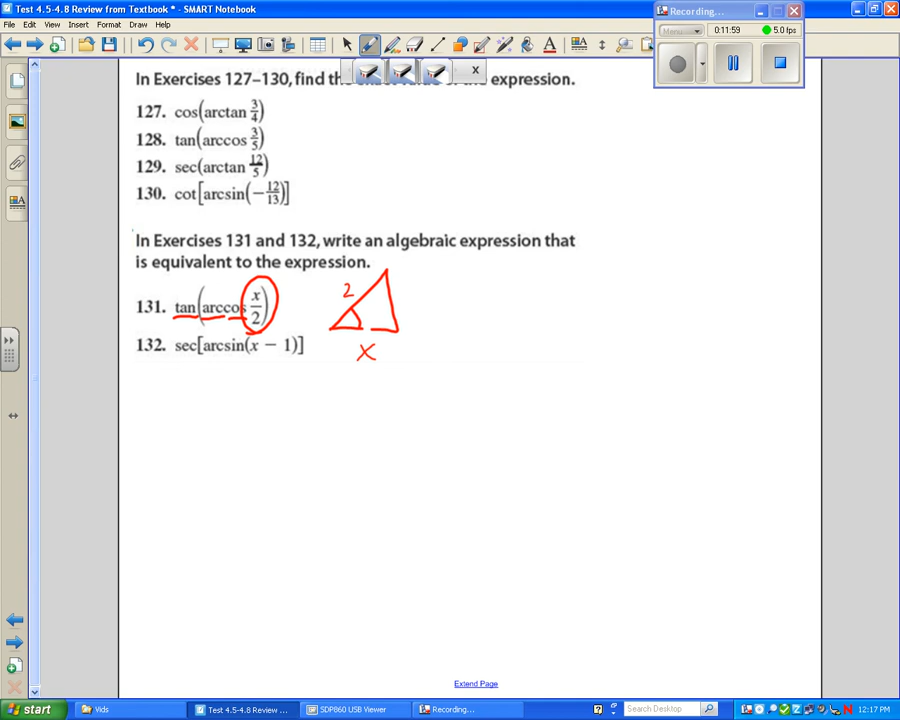 Test 4.5-4.8 Review from Textbook * - SMART Notebook
File Edit View Insert Format Draw Help
Recording...
Menu
0:11:59
5.0 fps
x
In Exercises 127–130, find th expression.
127. cos(arctan 3/4)
128. tan(arccos 3/5)
129. sec(arctan 12/5)
130. cot[arcsin(−12/13)]
In Exercises 131 and 132, write an algebraic expression that
is equivalent to the expression.
131. tan(arccos x/2)
2
x
132. sec[arcsin(x − 1)]
Extend Page
start
Vids
Test 4.5-4.8 Review ...
SDP860 USB Viewer
Recording...
Search Desktop
12:17 PM